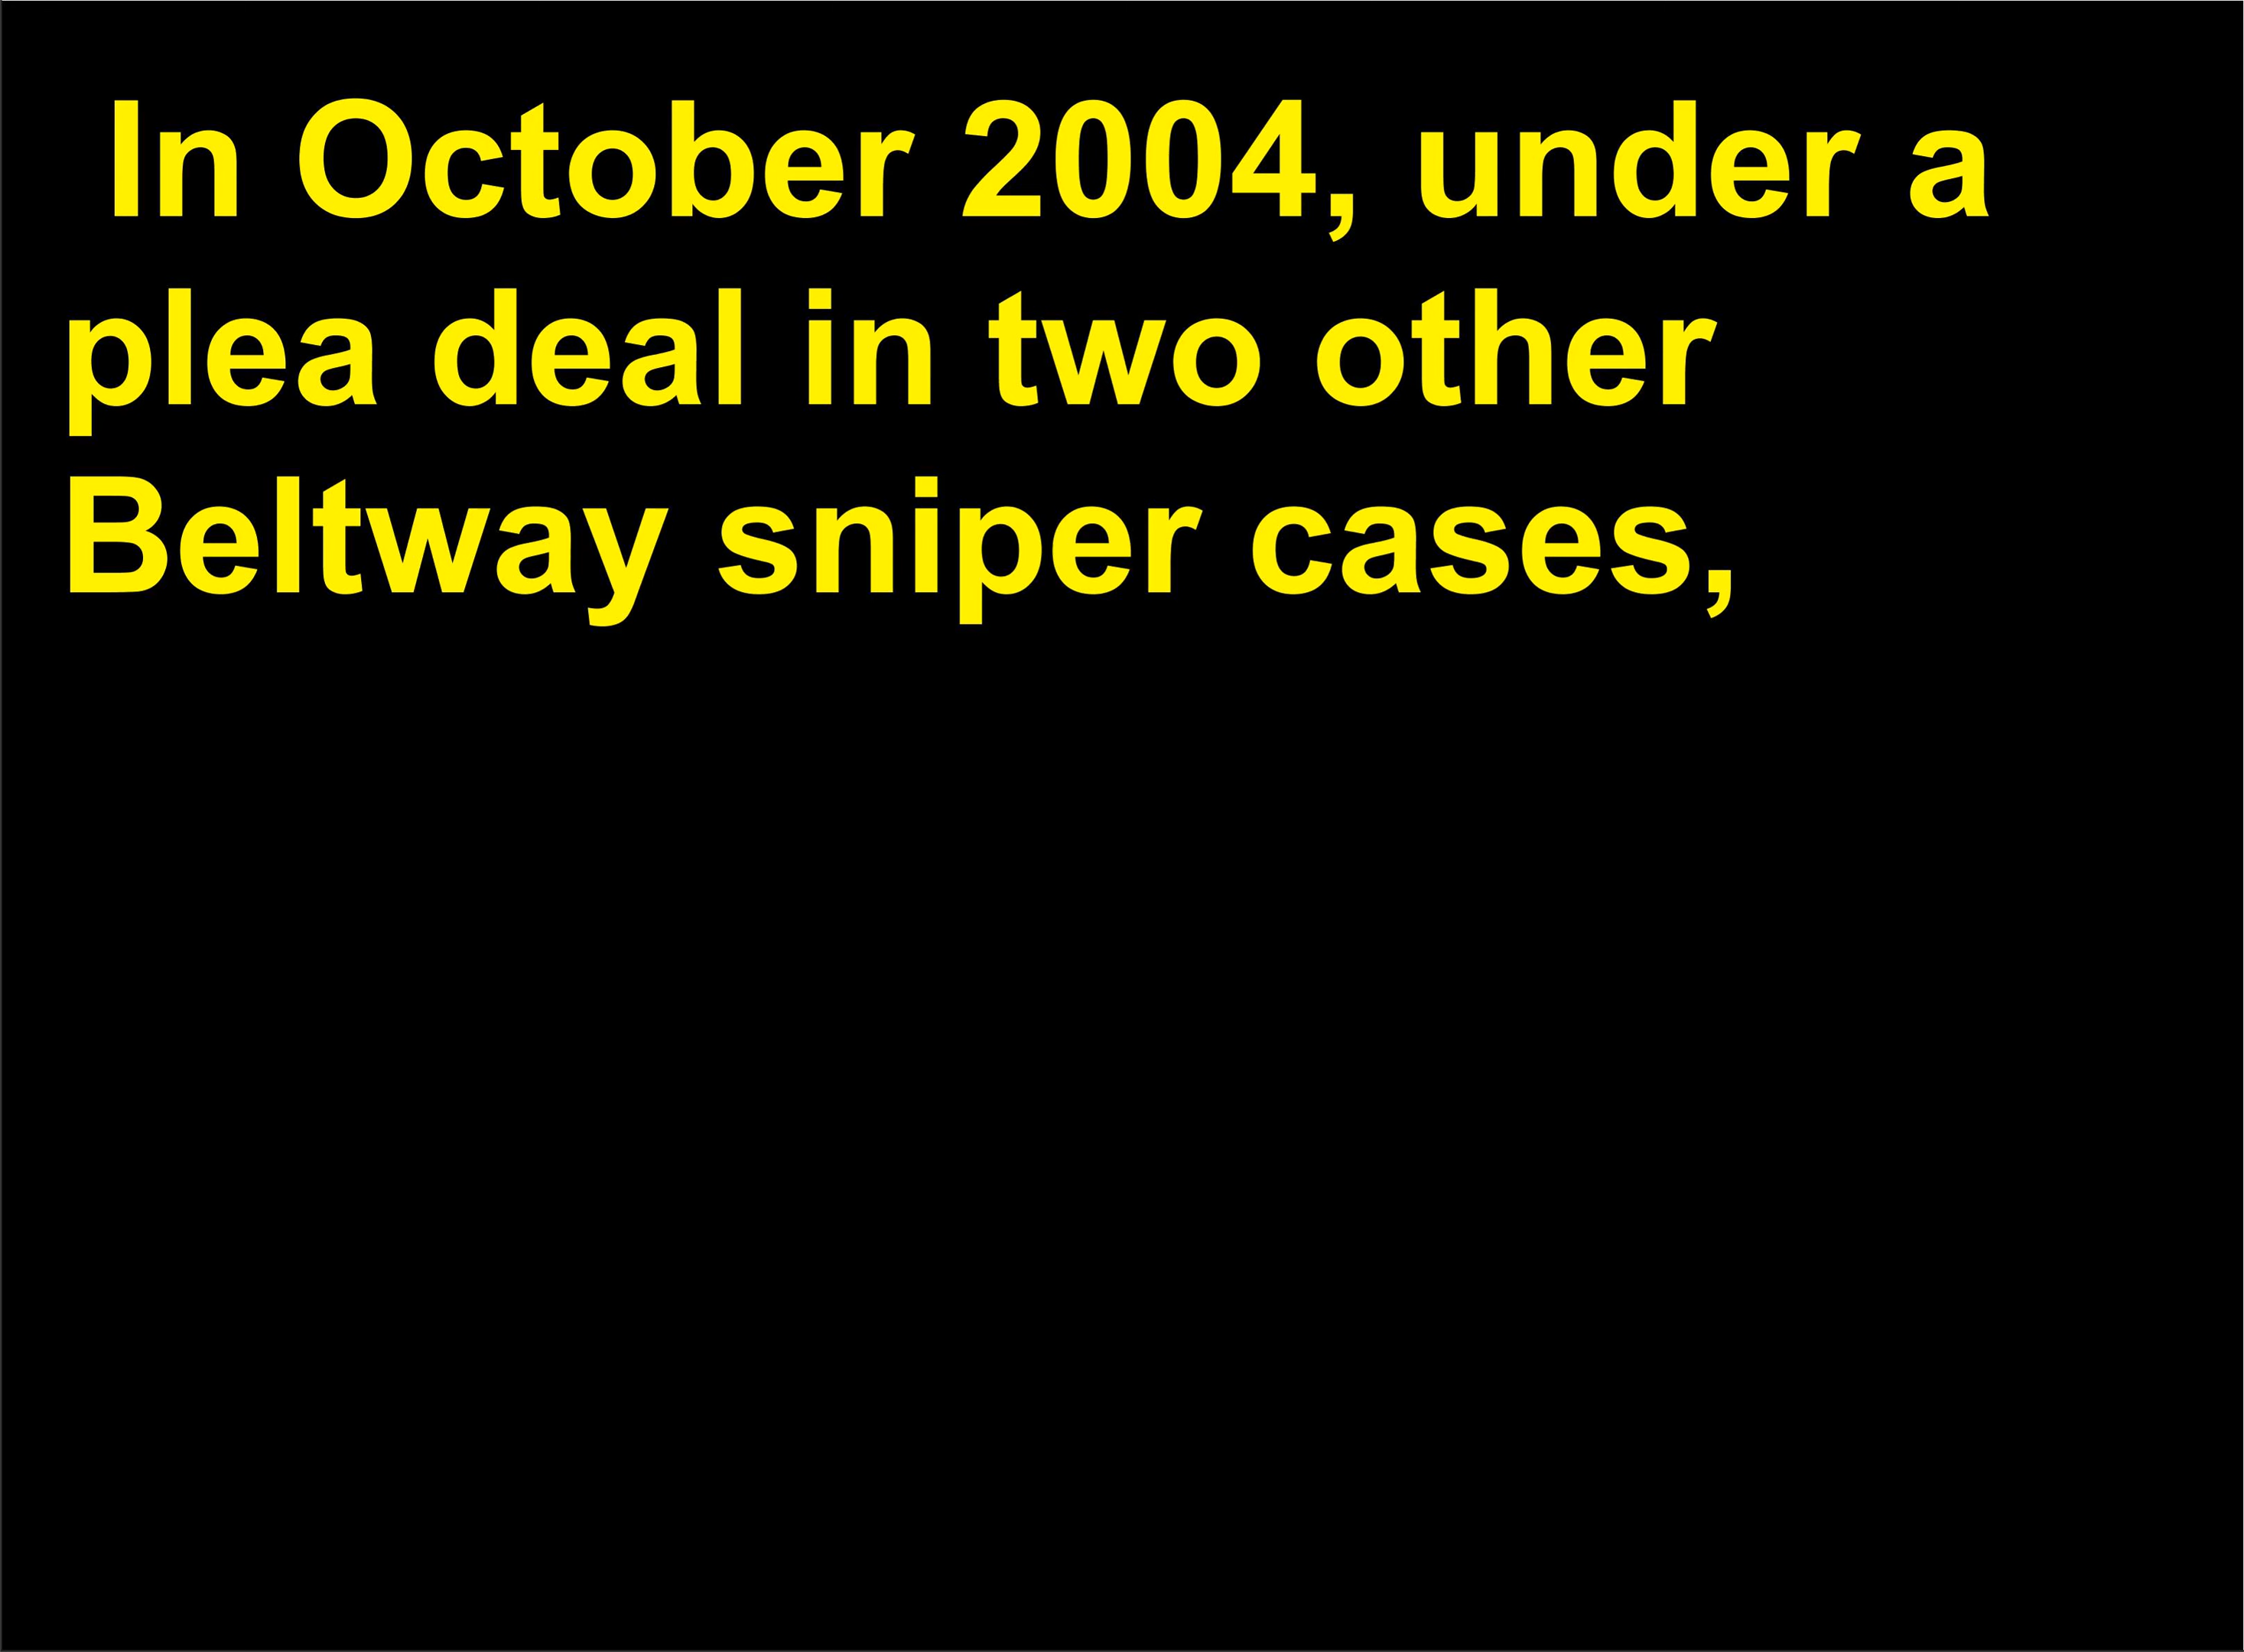 In October 2004, under a
plea deal in two other
Beltway sniper cases,